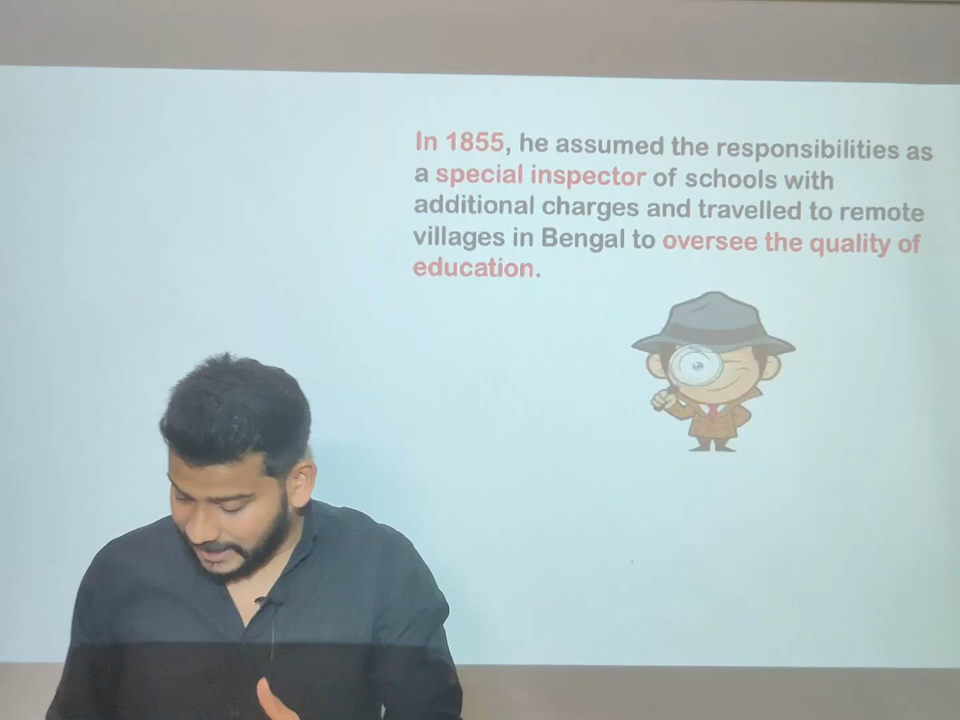 In 1855, he assumed the responsibilities as
a special inspector of schools with
additional charges and travelled to remote
villages in Bengal to oversee the quality of
education.